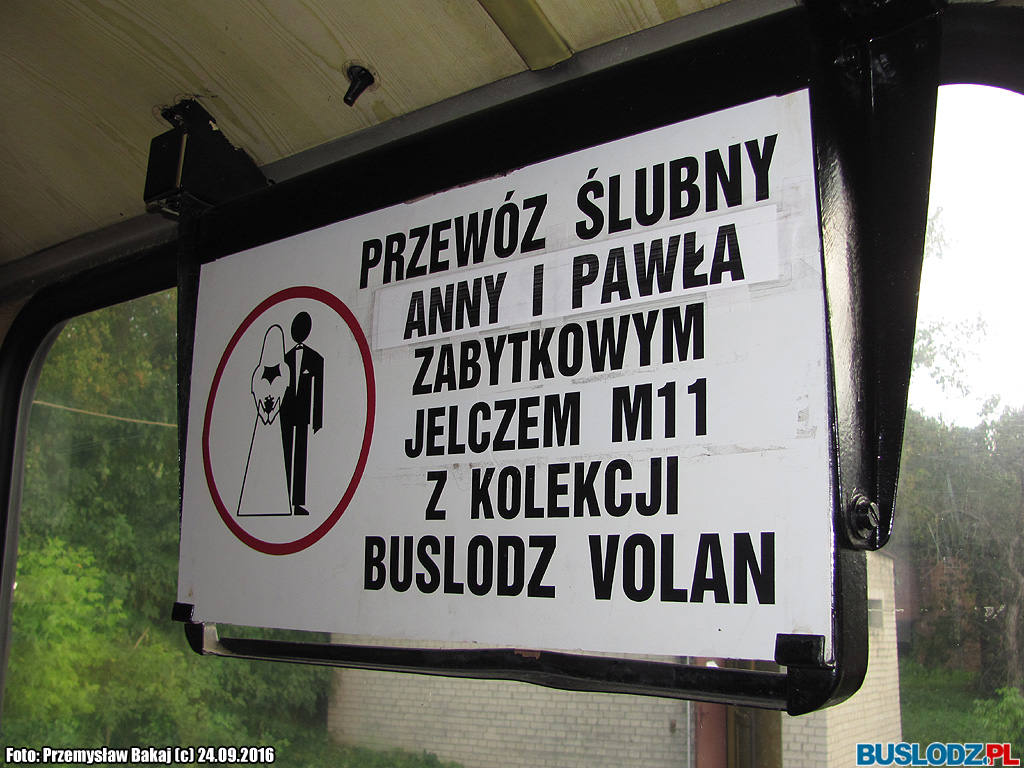 PRZEWÓZ ŚLUBNY
ANNY I PAWŁA
ZABYTKOWYM
JELCZEM M11
Z KOLEKCJI
BUSLODZ VOLAN
Foto: Przemysław Bakaj (c) 24.09.2016
BUSLODZ.PL